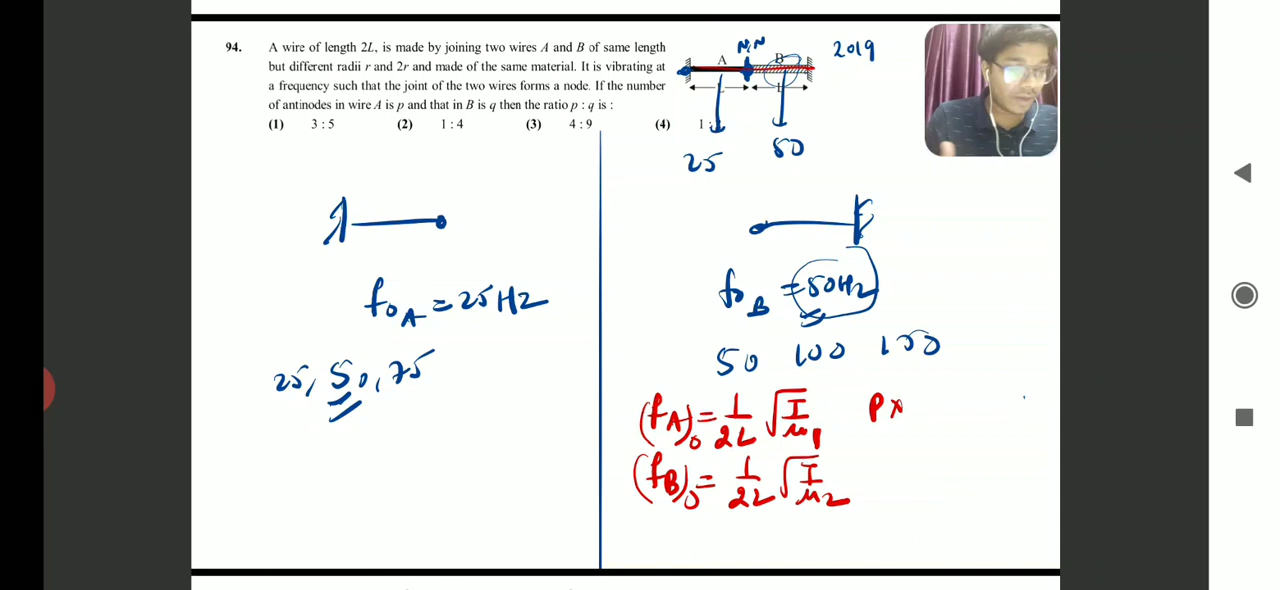 94. A wire of length 2L, is made by joining two wires A and B of same length
but different radii r and 2r and made of the same material. It is vibrating at
a frequency such that the joint of the two wires forms a node. If the number
of antinodes in wire A is p and that in B is q then the ratio p : q is :
(1) 3 : 5 (2) 1 : 4 (3) 4 : 9 (4) 1 :
N,N 2019
A B
L
25 50
f₀A = 25Hz
25, 50, 75
f₀B = 50Hz
50 100 150
(fA)₀ = 1/2L √T/μ₁ P ×
(fB)₀ = 1/2L √T/μ₂